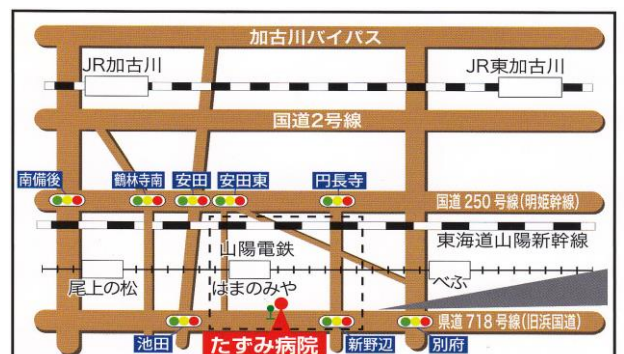 加古川バイパス
JR加古川
JR東加古川
国道2号線
南備後
鶴林寺南
安田
安田東
円長寺
国道250号線(明姫幹線)
東海道山陽新幹線
山陽電鉄
尾上の松
はまのみや
べふ
県道718号線(旧浜国道)
池田
たずみ病院
新野辺
別府